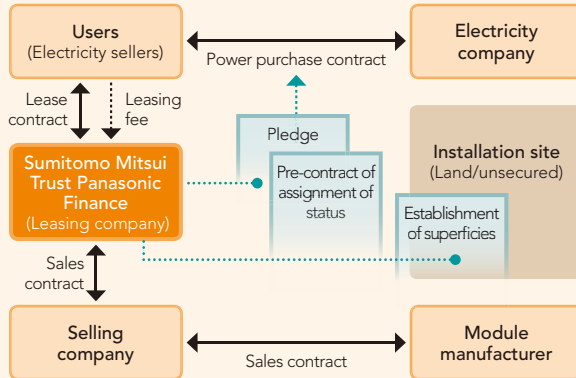 Users
(Electricity sellers)
Electricity
company
Power purchase contract
Lease
contract
Leasing
fee
Pledge
Pre-contract of
assignment of
status
Installation site
(Land/unsecured)
Sumitomo Mitsui
Trust Panasonic
Finance
(Leasing company)
Establishment
of superficies
Sales
contract
Selling
company
Sales contract
Module
manufacturer